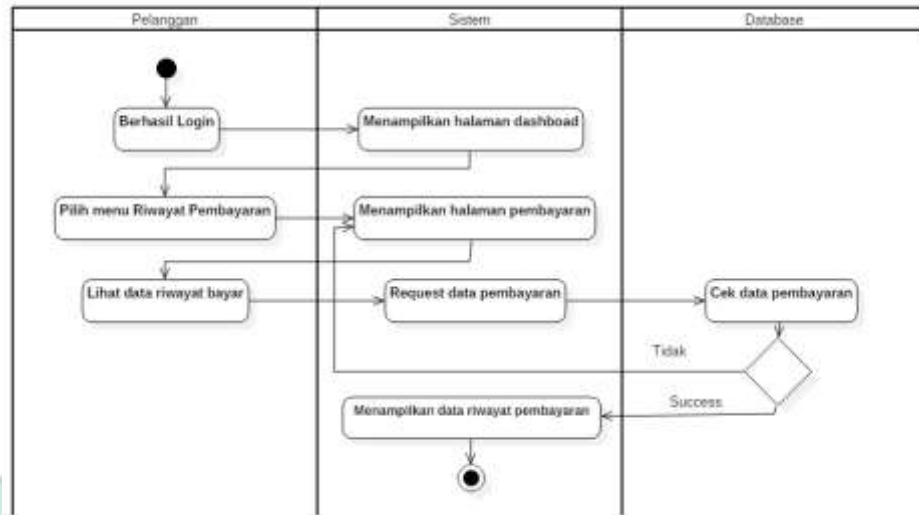 Pelanggan
Sistem
Database
Berhasil Login
Menampilkan halaman dashboad
Pilih menu Riwayat Pembayaran
Menampilkan halaman pembayaran
Lihat data riwayat bayar
Request data pembayaran
Cek data pembayaran
Tidak
Success
Menampilkan data riwayat pembayaran